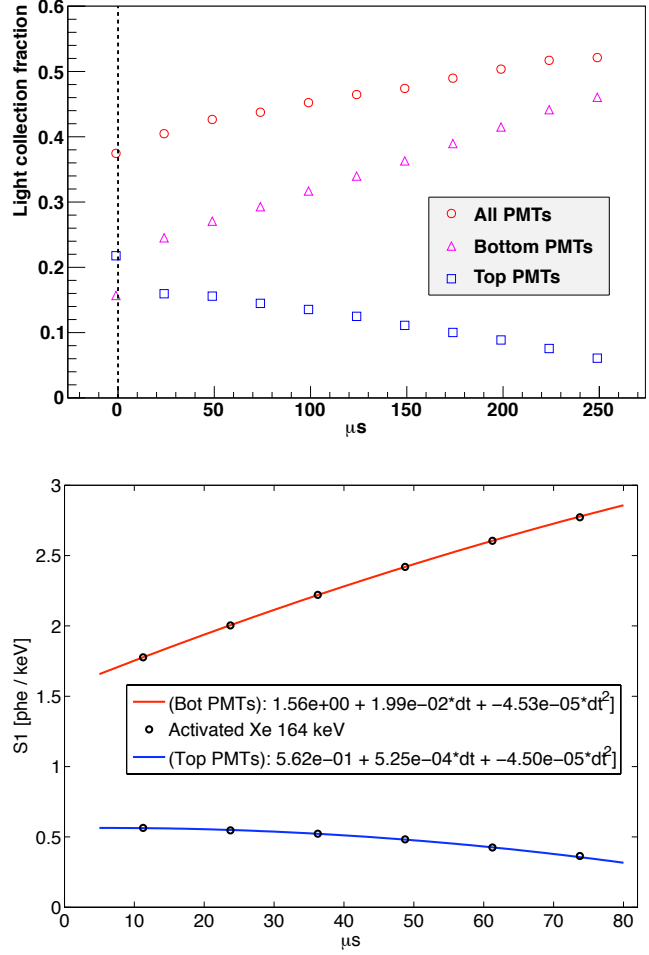 0.6
0.5
0.4
0.3
0.2
0.1
0
Light collection fraction
All PMTs
Bottom PMTs
Top PMTs
0 50 100 150 200 250
μs
3
2.5
2
1.5
1
0.5
0
S1 [phe / keV]
(Bot PMTs): 1.56e+00 + 1.99e−02*dt + −4.53e−05*dt²]
Activated Xe 164 keV
(Top PMTs): 5.62e−01 + 5.25e−04*dt + −4.50e−05*dt²]
0 10 20 30 40 50 60 70 80
μs